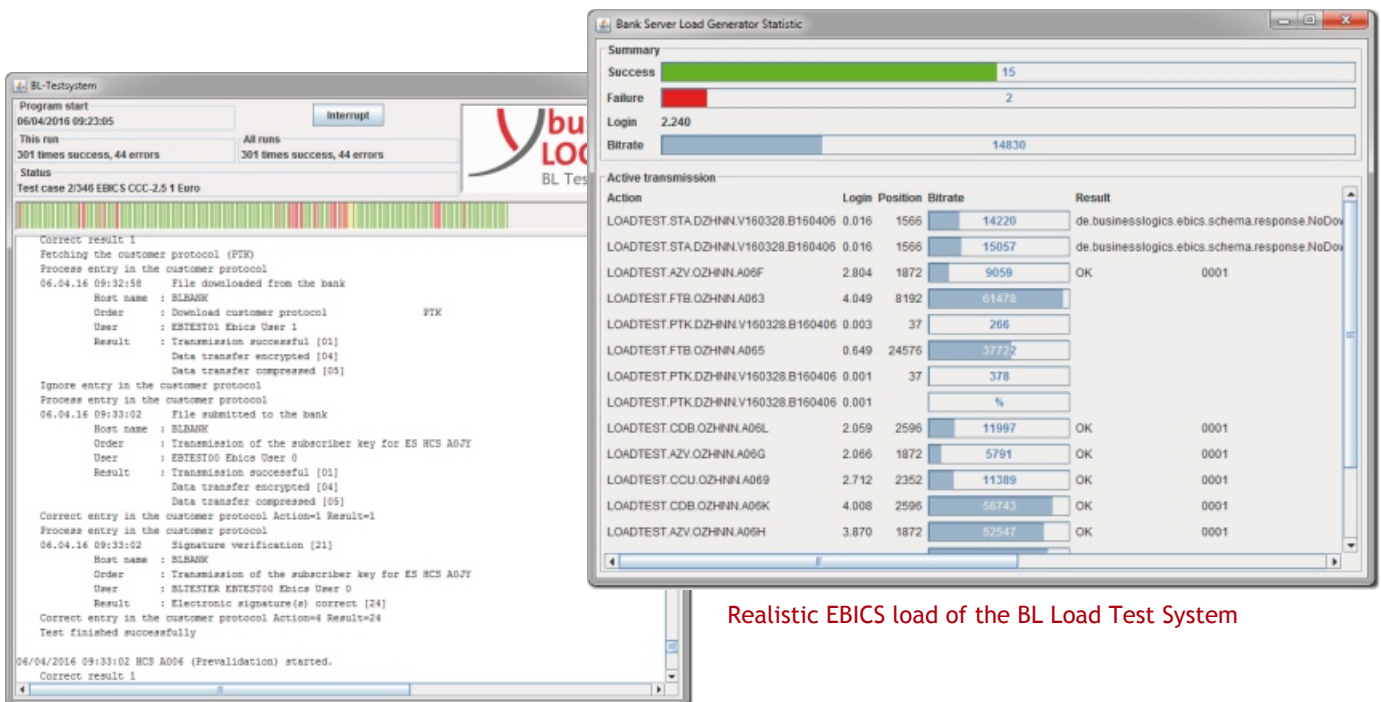 BL-Testsystem
Program start
06/04/2016 09:23:05
Interrupt
This run
All runs
301 times success, 44 errors
301 times success, 44 errors
Status
Test case 2/346 EBICS CCC-2.5 1 Euro
BL
Correct result 1
Fetching the customer protocol (PTK)
Process entry in the customer protocol
06.04.16 09:32:58 File downloaded from the bank
Host name : BLBANK
Order : Download customer protocol PTK
User : EBTEST01 Ebics User 1
Result : Transmission successful [01]
Data transfer encrypted [04]
Data transfer compressed [05]
Ignore entry in the customer protocol
Process entry in the customer protocol
06.04.16 09:33:02 File submitted to the bank
Host name : BLBANK
Order : Transmission of the subscriber key for ES HCS A0JY
User : EBTEST00 Ebics User 0
Result : Transmission successful [01]
Data transfer encrypted [04]
Data transfer compressed [05]
Correct entry in the customer protocol Action=1 Result=1
Process entry in the customer protocol
06.04.16 09:33:02 Signature verification [21]
Host name : BLBANK
Order : Transmission of the subscriber key for ES HCS A0JY
User : BLTESTER EBTEST00 Ebics User 0
Result : Electronic signature(s) correct [24]
Correct entry in the customer protocol Action=4 Result=24
Test finished successfully
06/04/2016 09:33:02 HCS A006 (Prevalidation) started.
Correct result 1
Bank Server Load Generator Statistic
Summary
Success 15
Failure 2
Login 2.240
Bitrate 14830
Active transmission
Action Login Position Bitrate Result
LOADTEST.STA.DZHNN.V160328.B160406 0.016 1566 14220 de.businesslogics.ebics.schema.response.NoDow
LOADTEST.STA.DZHNN.V160328.B160406 0.016 1566 15057 de.businesslogics.ebics.schema.response.NoDow
LOADTEST.AZV.OZHNN.A06F 2.804 1872 9059 OK 0001
LOADTEST.FTB.OZHNN.A063 4.049 8192 61478
LOADTEST.PTK.DZHNN.V160328.B160406 0.003 37 266
LOADTEST.FTB.OZHNN.A065 0.649 24576 37722
LOADTEST.PTK.DZHNN.V160328.B160406 0.001 37 378
LOADTEST.PTK.DZHNN.V160328.B160406 0.001 %
LOADTEST.CDB.OZHNN.A06L 2.059 2596 11997 OK 0001
LOADTEST.AZV.OZHNN.A06G 2.066 1872 5791 OK 0001
LOADTEST.CCU.OZHNN.A069 2.712 2352 11389 OK 0001
LOADTEST.CDB.OZHNN.A06K 4.008 2596 56743 OK 0001
LOADTEST.AZV.OZHNN.A06H 3.870 1872 52547 OK 0001
Realistic EBICS load of the BL Load Test System